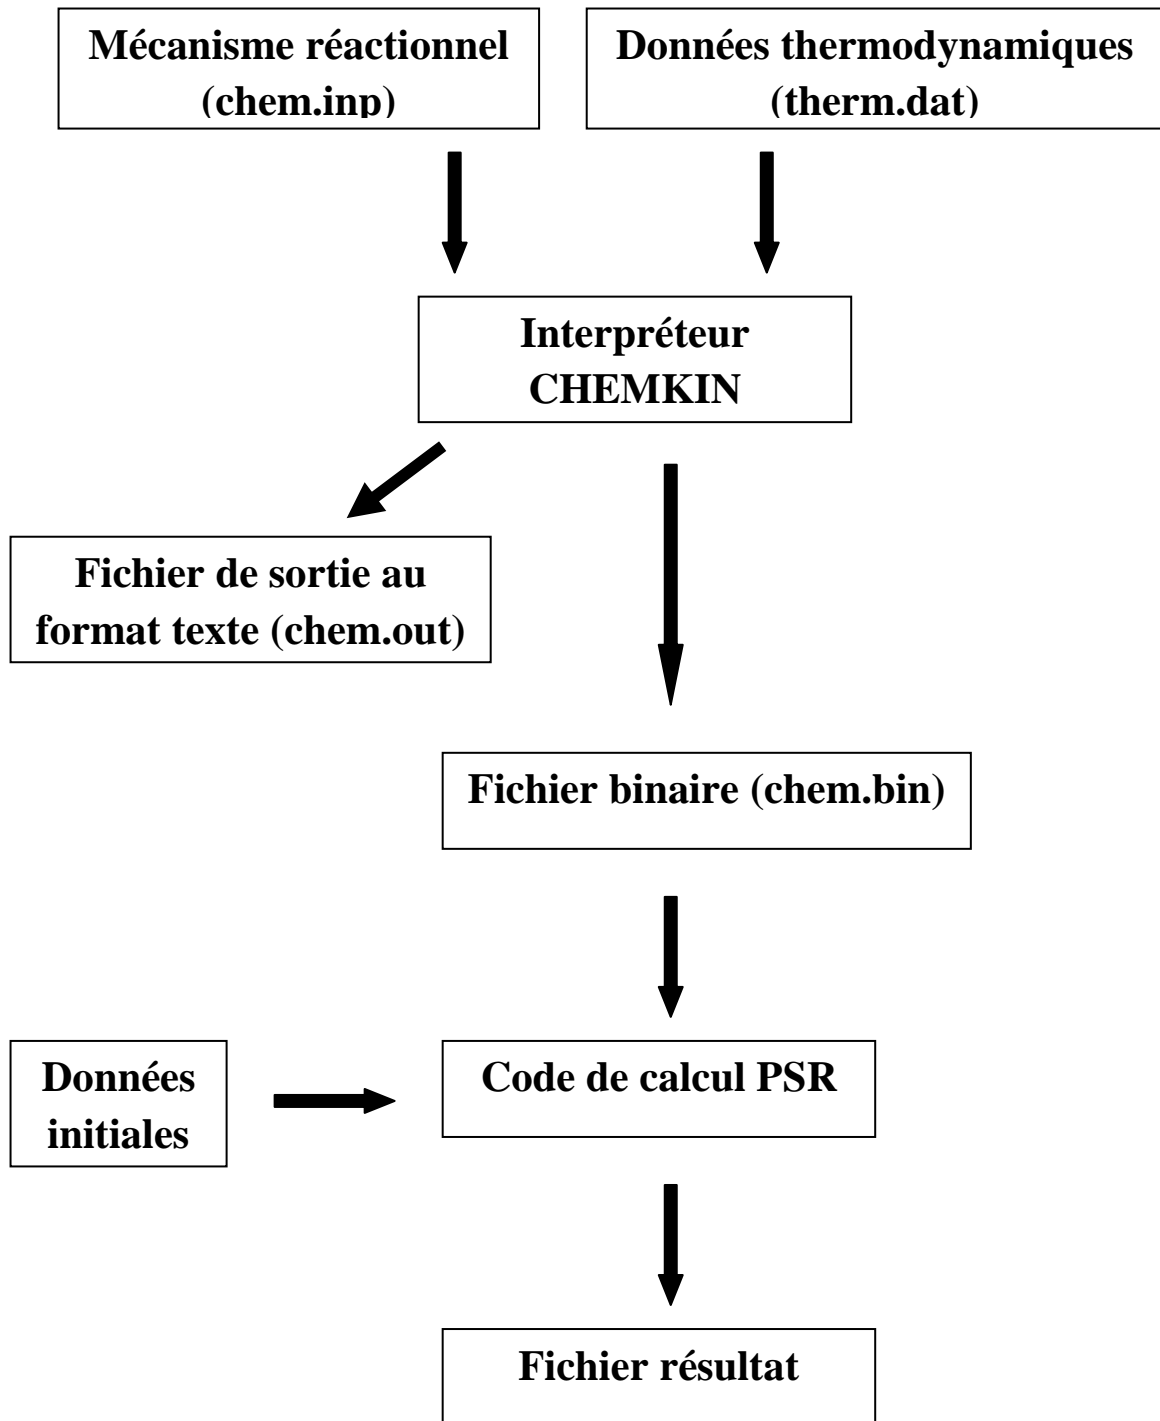 Mécanisme réactionnel
(chem.inp)
Données thermodynamiques
(therm.dat)
Interpréteur
CHEMKIN
Fichier de sortie au
format texte (chem.out)
Fichier binaire (chem.bin)
Données
initiales
Code de calcul PSR
Fichier résultat